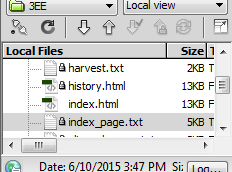 3EE Local view
Local Files Size T
harvest.txt 2KB T
history.html 13KB F
index.html 13KB F
index_page.txt 5KB T
Date: 6/10/2015 3:47 PM Log...